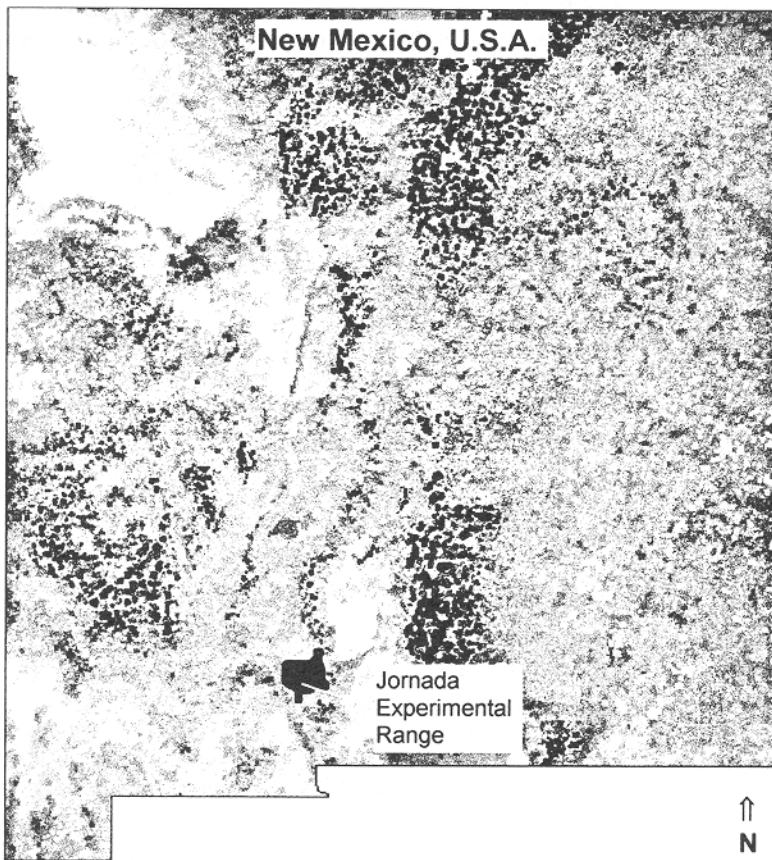 New Mexico, U.S.A.
Jornada
Experimental
Range
⇑
N